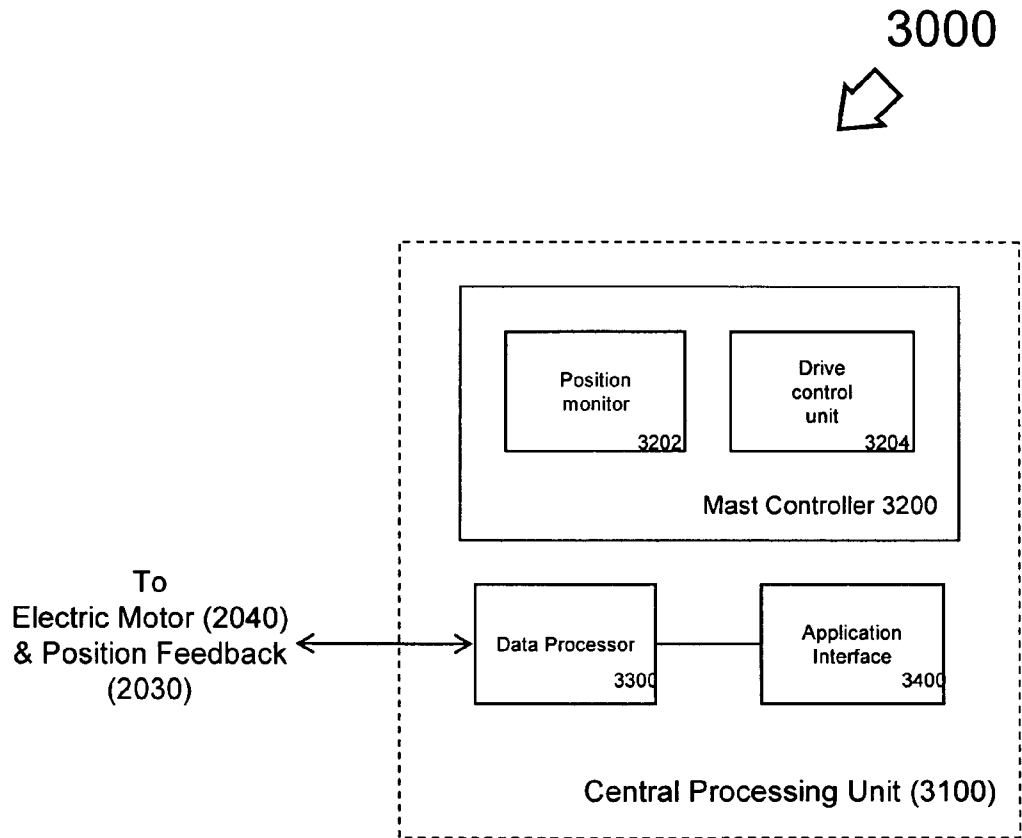 3000
Position
monitor
3202
Drive
control
unit
3204
Mast Controller 3200
To
Electric Motor (2040)
& Position Feedback
(2030)
Data Processor
3300
Application
Interface
3400
Central Processing Unit (3100)